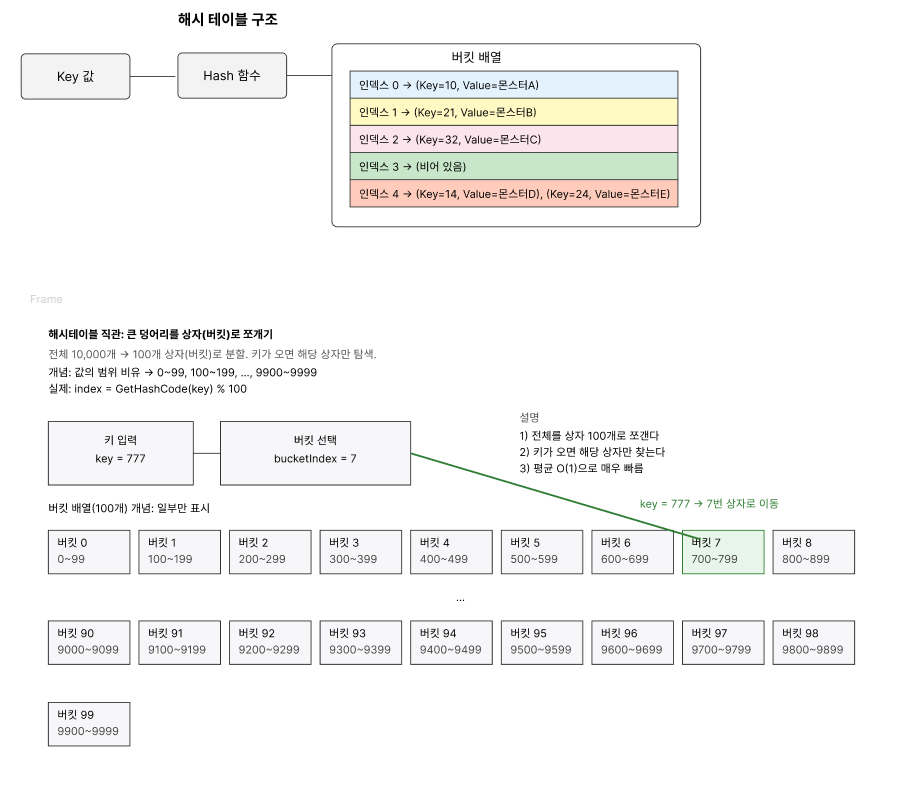 해시 테이블 구조
Key 값
Hash 함수
버킷 배열
인덱스 0 → (Key=10, Value=몬스터A)
인덱스 1 → (Key=21, Value=몬스터B)
인덱스 2 → (Key=32, Value=몬스터C)
인덱스 3 → (비어 있음)
인덱스 4 → (Key=14, Value=몬스터D), (Key=24, Value=몬스터E)
Frame
해시테이블 직관: 큰 덩어리를 상자(버킷)로 쪼개기
전체 10,000개 → 100개 상자(버킷)로 분할. 키가 오면 해당 상자만 탐색.
개념: 값의 범위 비유 → 0~99, 100~199, ..., 9900~9999
실제: index = GetHashCode(key) % 100
키 입력
key = 777
버킷 선택
bucketIndex = 7
설명
1) 전체를 상자 100개로 쪼갠다
2) 키가 오면 해당 상자만 찾는다
3) 평균 O(1)으로 매우 빠름
key = 777 → 7번 상자로 이동
버킷 배열(100개) 개념: 일부만 표시
버킷 0
0~99
버킷 1
100~199
버킷 2
200~299
버킷 3
300~399
버킷 4
400~499
버킷 5
500~599
버킷 6
600~699
버킷 7
700~799
버킷 8
800~899
...
버킷 90
9000~9099
버킷 91
9100~9199
버킷 92
9200~9299
버킷 93
9300~9399
버킷 94
9400~9499
버킷 95
9500~9599
버킷 96
9600~9699
버킷 97
9700~9799
버킷 98
9800~9899
버킷 99
9900~9999